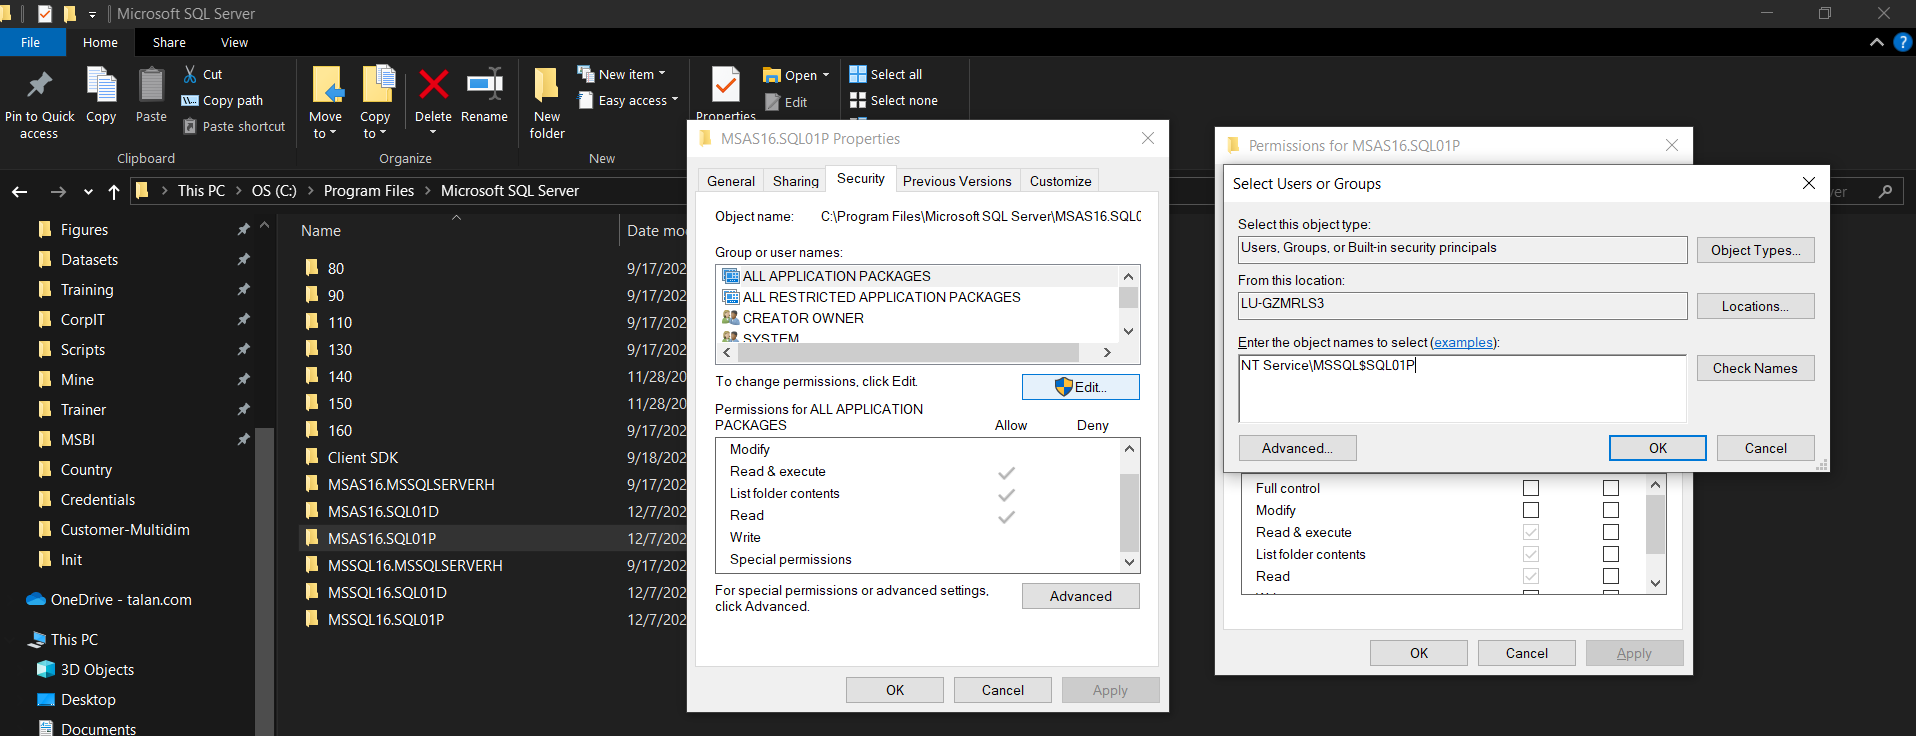 Microsoft SQL Server
File Home Share View
Pin to Quick access
Copy
Paste
Cut
Copy path
Paste shortcut
Clipboard
Move to
Copy to
Delete
Rename
Organize
New folder
New item
Easy access
New
Properties
Open
Edit
Select all
Select none
This PC > OS (C:) > Program Files > Microsoft SQL Server
Figures
Datasets
Training
CorpIT
Scripts
Mine
Trainer
MSBI
Country
Credentials
Customer-Multidim
Init
OneDrive - talan.com
This PC
3D Objects
Desktop
Documents
Name Date mo
80 9/17/202
90 9/17/202
110 9/17/202
130 9/17/202
140 11/28/20
150 11/28/20
160 9/17/202
Client SDK 9/18/202
MSAS16.MSSQLSERVERH 9/17/202
MSAS16.SQL01D 12/7/202
MSAS16.SQL01P 12/7/202
MSSQL16.MSSQLSERVERH 9/17/202
MSSQL16.SQL01D 12/7/202
MSSQL16.SQL01P 12/7/202
MSAS16.SQL01P Properties
General Sharing Security Previous Versions Customize
Object name: C:\Program Files\Microsoft SQL Server\MSAS16.SQL0
Group or user names:
ALL APPLICATION PACKAGES
ALL RESTRICTED APPLICATION PACKAGES
CREATOR OWNER
SYSTEM
To change permissions, click Edit.
Edit...
Permissions for ALL APPLICATION PACKAGES
Allow Deny
Modify
Read & execute
List folder contents
Read
Write
Special permissions
For special permissions or advanced settings, click Advanced.
Advanced
OK Cancel Apply
Permissions for MSAS16.SQL01P
Select Users or Groups
Select this object type:
Users, Groups, or Built-in security principals
Object Types...
From this location:
LU-GZMRLS3
Locations...
Enter the object names to select (examples):
NT Service\MSSQL$SQL01P
Check Names
Advanced...
OK Cancel
Full control
Modify
Read & execute
List folder contents
Read
OK Cancel Apply